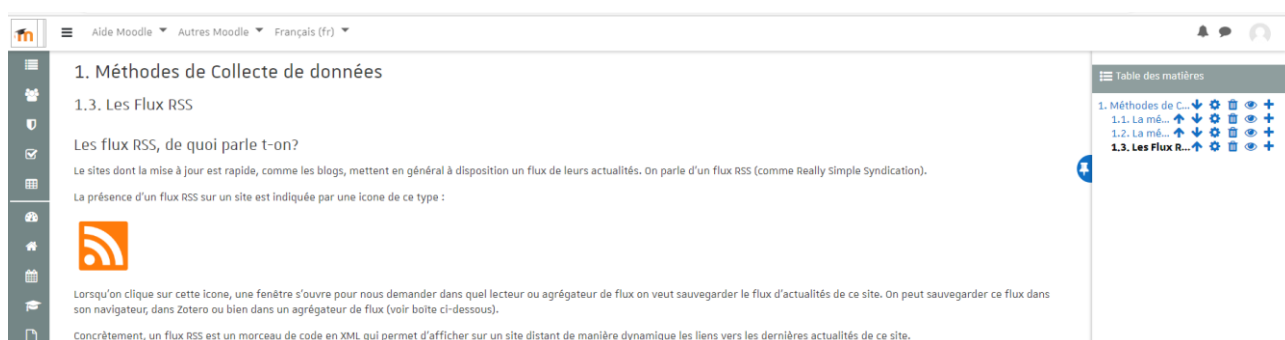 Aide Moodle Autres Moodle Français (fr)
1. Méthodes de Collecte de données
1.3. Les Flux RSS
Les flux RSS, de quoi parle t-on?
Le sites dont la mise à jour est rapide, comme les blogs, mettent en général à disposition un flux de leurs actualités. On parle d'un flux RSS (comme Really Simple Syndication).
La présence d'un flux RSS sur un site est indiquée par une icone de ce type :
Lorsqu'on clique sur cette icone, une fenêtre s'ouvre pour nous demander dans quel lecteur ou agrégateur de flux on veut sauvegarder le flux d'actualités de ce site. On peut sauvegarder ce flux dans
son navigateur, dans Zotero ou bien dans un agrégateur de flux (voir boite ci-dessous).
Concrètement, un flux RSS est un morceau de code en XML qui permet d'afficher sur un site distant de manière dynamique les liens vers les dernières actualités de ce site.
Table des matières
1. Méthodes de C...
1.1. La mé...
1.2. La mé...
1.3. Les Flux R...